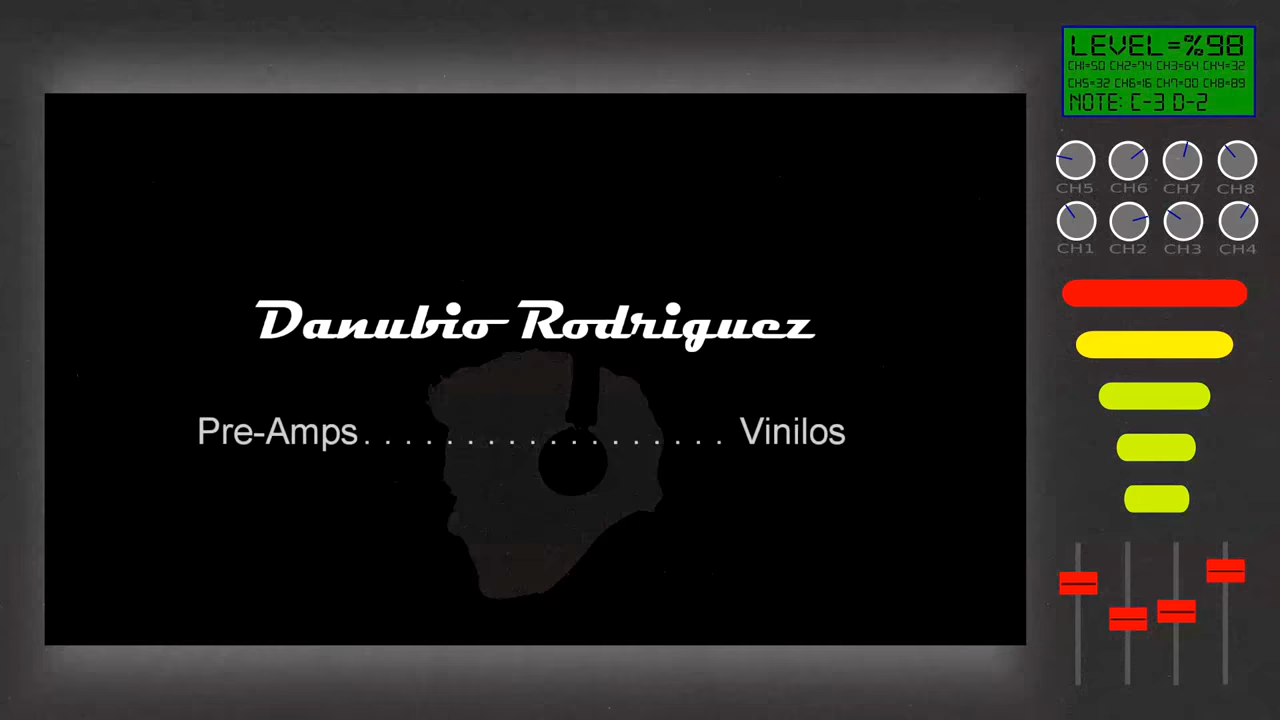 LEVEL=%98
CH1=50 CH2=74 CH3=64 CH4=32
CH5=32 CH6=16 CH7=00 CH8=89
NOTE: C-3 D-2
CH5 CH6 CH7 CH8
CH1 CH2 CH3 CH4
Danubio Rodriguez
Pre-Amps. . . . . . . . . . . . . . . . . . Vinilos